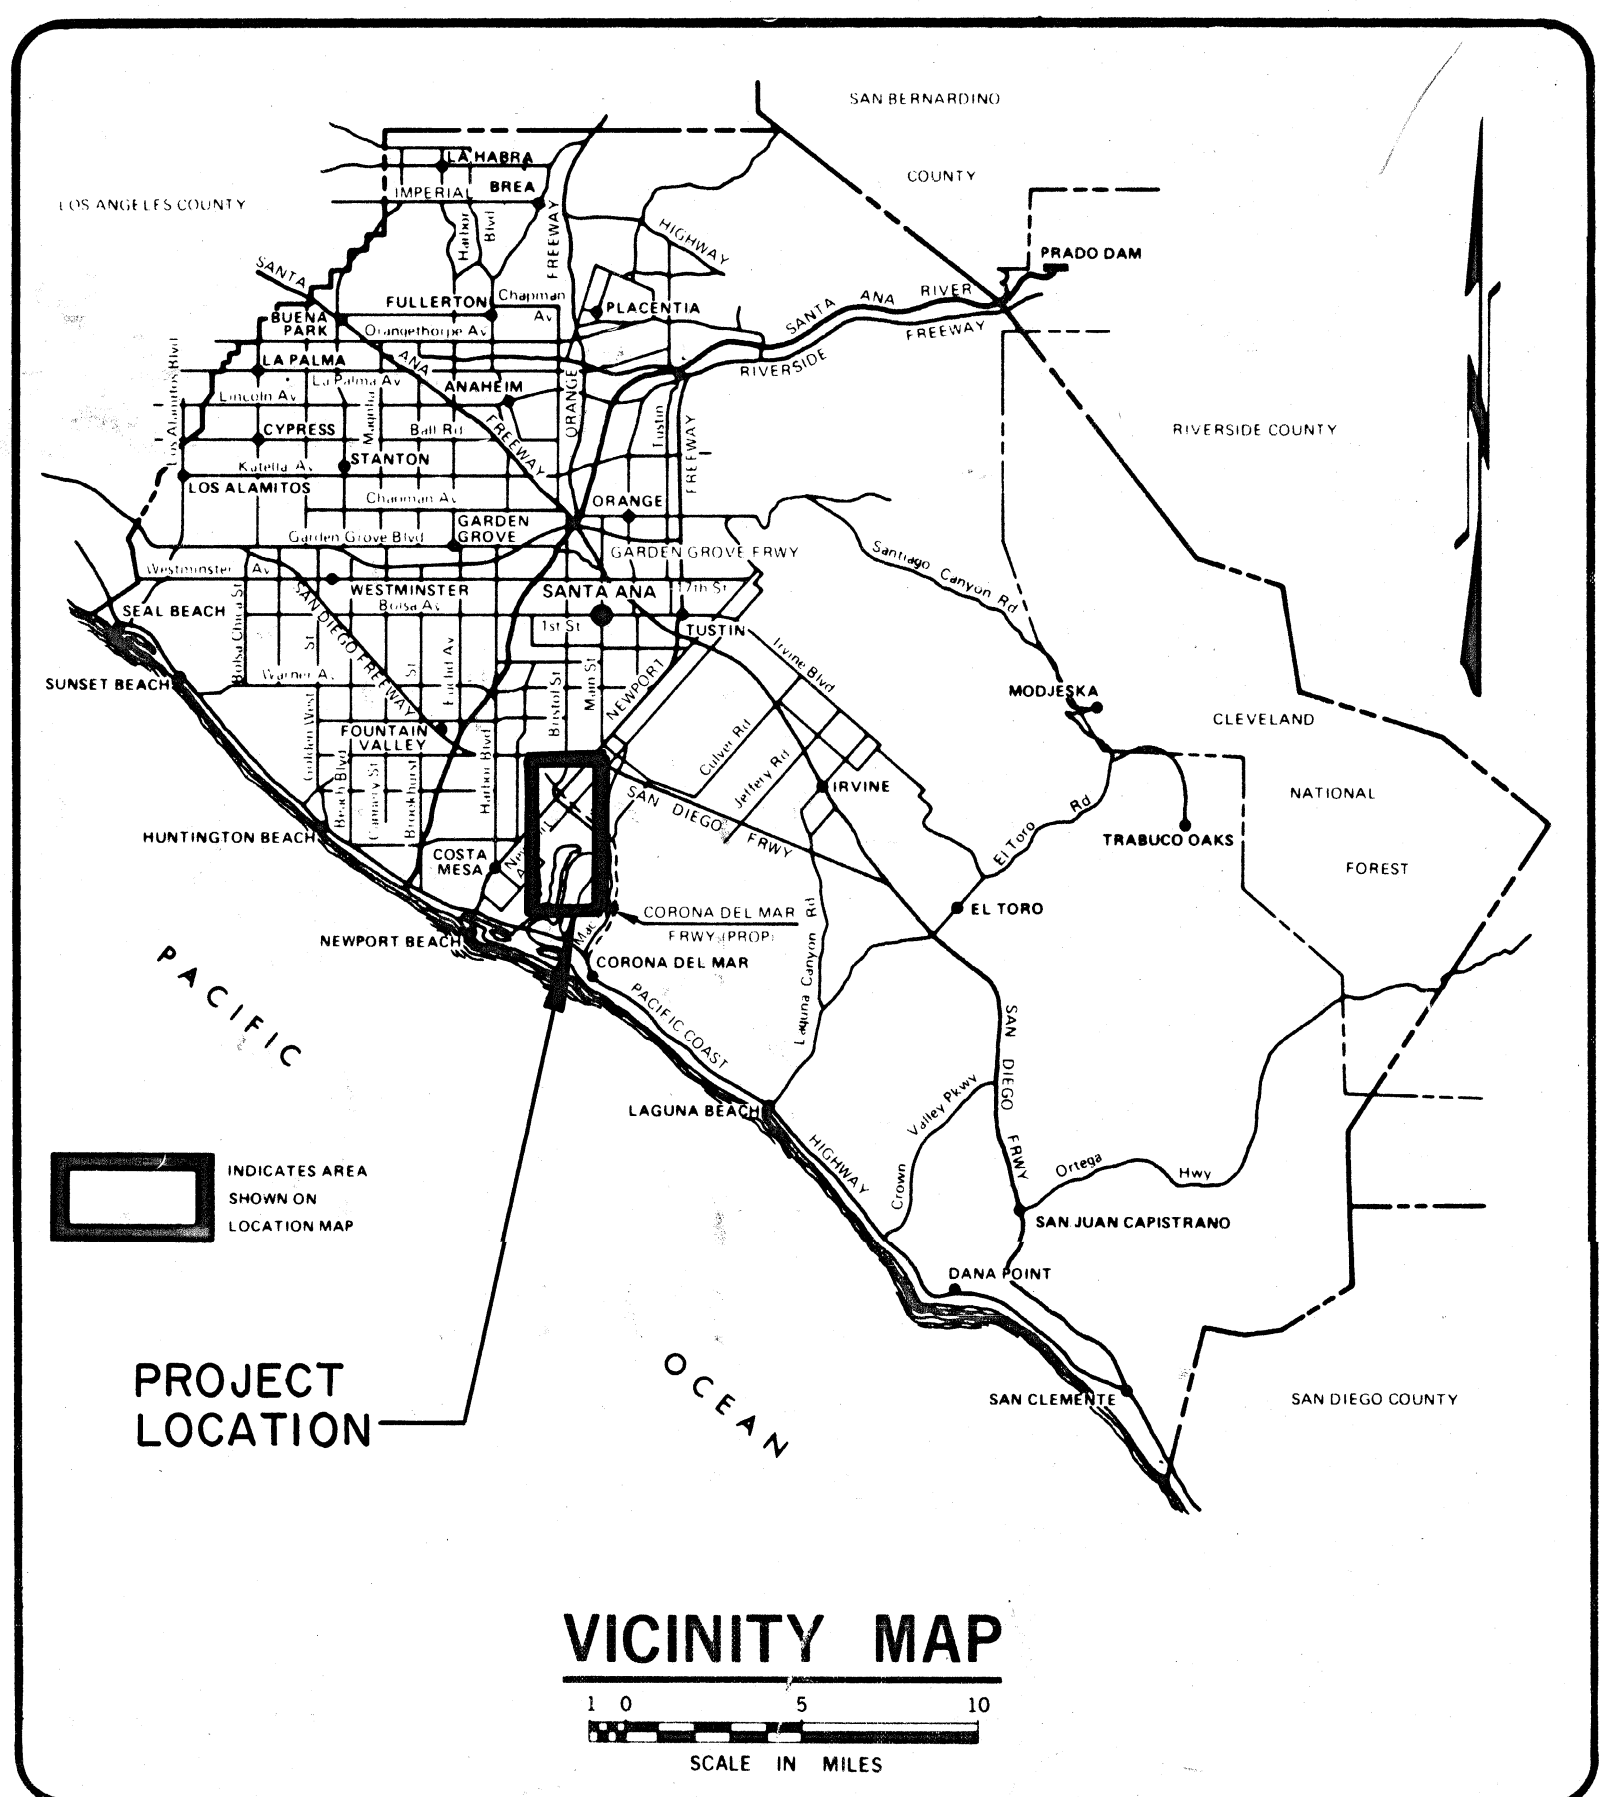 SAN BERNARDINO
COUNTY
LOS ANGELES COUNTY
LA HABRA
IMPERIAL
BREA
Harbor
Blvd
FREEWAY
HIGHWAY
PRADO DAM
SANTA
FULLERTON
Chapman
Av
PLACENTIA
SANTA ANA RIVER
BUENA
PARK
Orangethorpe Av
RIVERSIDE FREEWAY
LA PALMA
ANA
La Palma Av
ANAHEIM
Lincoln Av
Los Alamitos Blvd
Magnolia
ORANGE
Tustin
FREEWAY
CYPRESS
Ball Rd
FREEWAY
RIVERSIDE COUNTY
STANTON
Katella Av
LOS ALAMITOS
Chapman Av
ORANGE
GARDEN
GROVE
Garden Grove Blvd
GARDEN GROVE FRWY
Santiago Canyon Rd
Westminster Av
WESTMINSTER
SANTA ANA
17th St
Bolsa Av
SEAL BEACH
Bolsa Chica St
SAN DIEGO FREEWAY
1st St
TUSTIN
Irvine Blvd
St
St
Euclid Av
Warner Av
Bristol St
Main St
NEWPORT
SUNSET BEACH
MODJESKA
CLEVELAND
FOUNTAIN
VALLEY
Golden West
Beach Blvd
Cannery St
Brookhurst
Harbor Blvd
Culver Rd
Jeffery Rd
SAN DIEGO FRWY
IRVINE
NATIONAL
El Toro Rd
TRABUCO OAKS
HUNTINGTON BEACH
COSTA
MESA
FOREST
CORONA DEL MAR
FRWY (PROP)
EL TORO
NEWPORT BEACH
Mac
CORONA DEL MAR
Laguna Canyon Rd
PACIFIC
PACIFIC COAST
SAN DIEGO FRWY
LAGUNA BEACH
HIGHWAY
Crown Valley Pkwy
Ortega Hwy
INDICATES AREA
SHOWN ON
LOCATION MAP
SAN JUAN CAPISTRANO
DANA POINT
PROJECT
LOCATION
OCEAN
SAN CLEMENTE
SAN DIEGO COUNTY
VICINITY MAP
1 0 5 10
SCALE IN MILES